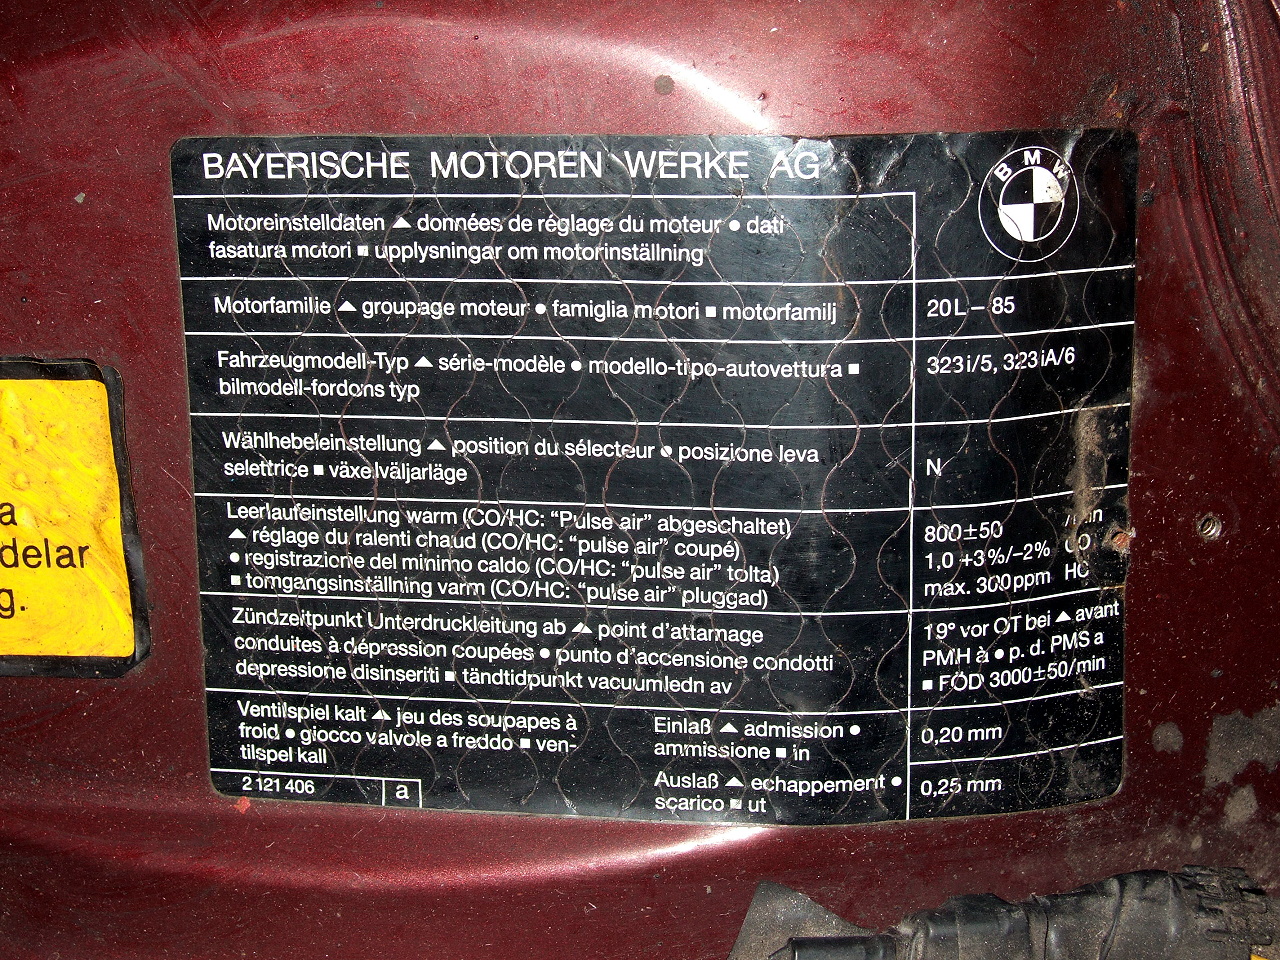 BAYERISCHE MOTOREN WERKE AG
BMW
Motoreinstelldaten ▲ données de réglage du moteur ● dati
fasatura motori ■ upplysningar om motorinställning
Motorfamilie ▲ groupage moteur ● famiglia motori ■ motorfamilj
20L – 85
Fahrzeugmodell-Typ ▲ série-modèle ● modello-tipo-autovettura ■
bilmodell-fordons typ
323i/5, 323iA/6
Wählhebeleinstellung ▲ position du sélecteur ● posizione leva
selettrice ■ växelväljarläge
N
Leerlaufeinstellung warm (CO/HC: "Pulse air" abgeschaltet)
▲ réglage du ralenti chaud (CO/HC: "pulse air" coupé)
● registrazione del minimo caldo (CO/HC: "pulse air" tolta)
■ tomgangsinställning varm (CO/HC: "pulse air" pluggad)
800±50 /min
1,0 +3%/-2% CO
max. 300 ppm HC
Zündzeitpunkt Unterdruckleitung ab ▲ point d'attamage
conduites à dépression coupées ● punto d'accensione condotti
depressione disinseriti ■ tändtidpunkt vacuumledn av
19° vor OT bei ▲ avant
PMH à ● p. d. PMS a
■ FÖD 3000±50/min
Ventilspiel kalt ▲ jeu des soupapes à
froid ● giocco valvole a freddo ■ ven-
tilspel kall
Einlaß ▲ admission ●
ammissione ■ in
0,20 mm
Auslaß ▲ echappement ●
scarico ■ ut
0,25 mm
2 121 406
a
a
delar
g.